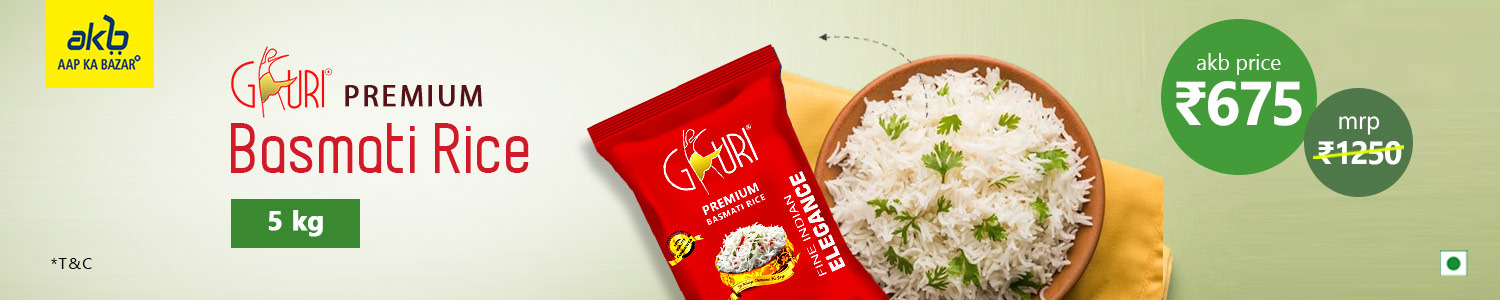 akb
AAP KA BAZAR
GAURI PREMIUM
Basmati Rice
5 kg
*T&C
GAURI
PREMIUM
BASMATI RICE
FINE INDIAN
ELEGANCE
akb price
₹675
mrp
₹1250